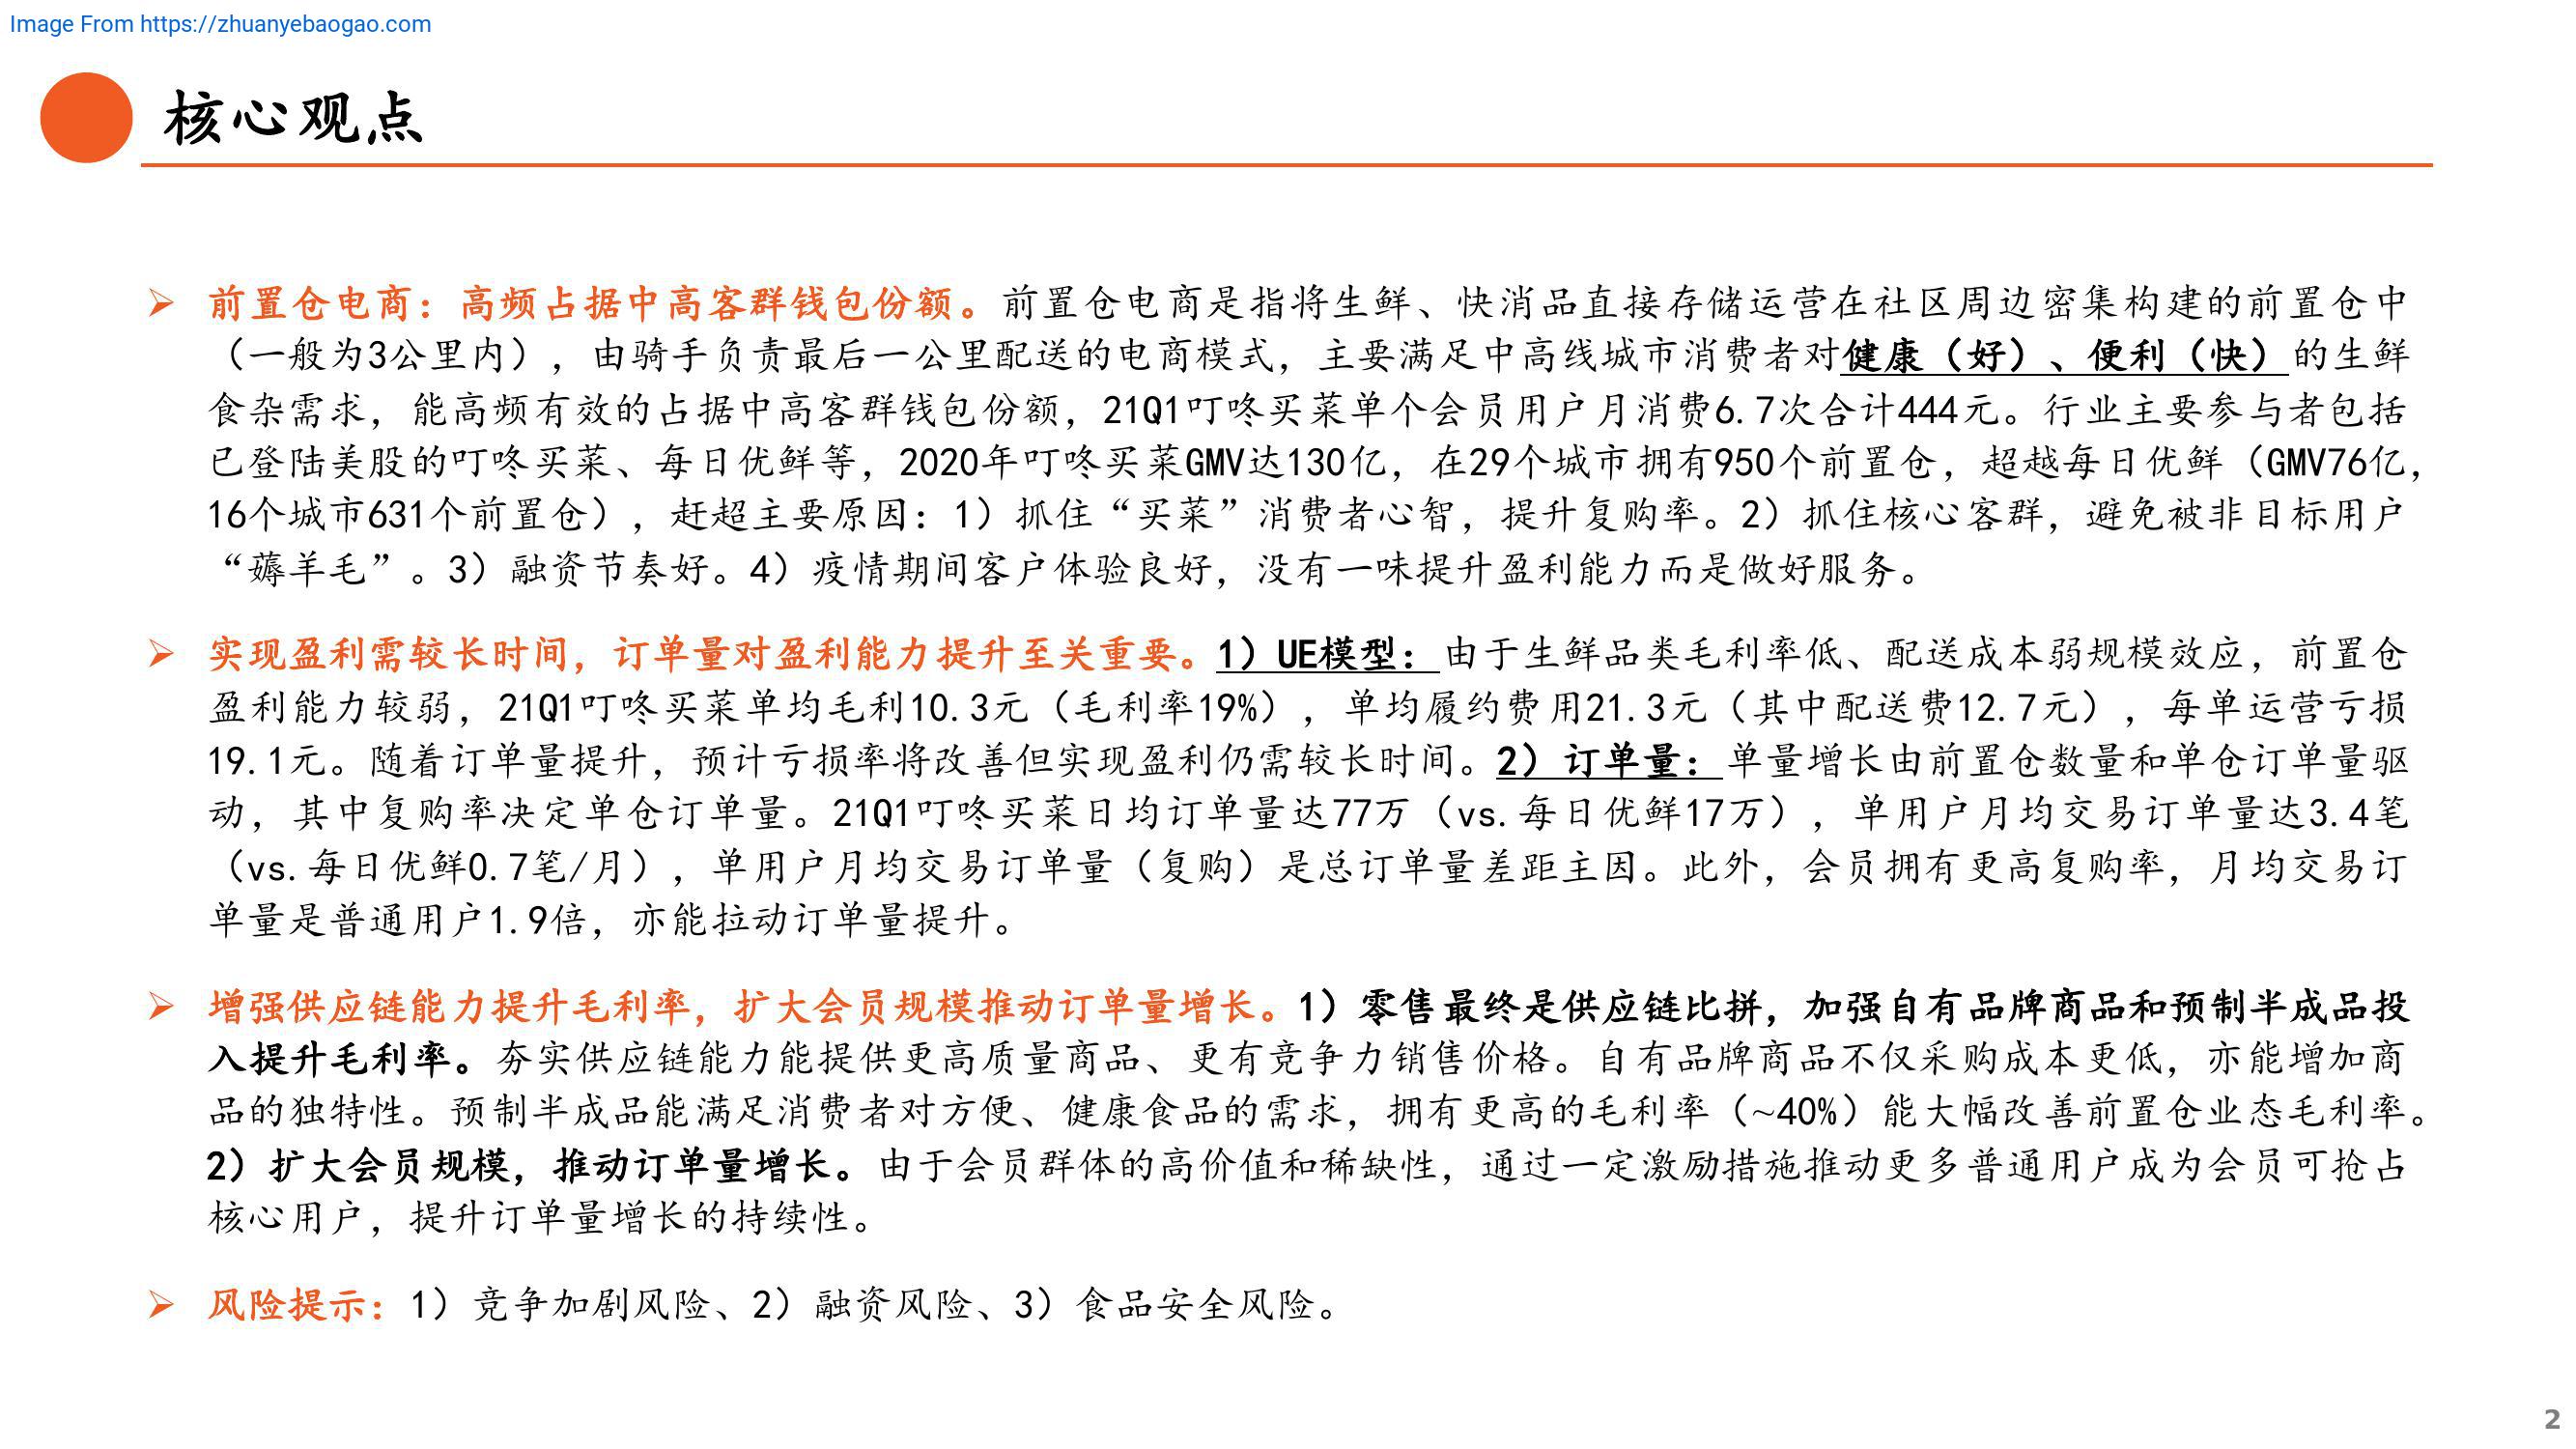 Image From https://zhuanyebaogao.com
核心观点
➢ 前置仓电商：高频占据中高客群钱包份额。前置仓电商是指将生鲜、快消品直接存储运营在社区周边密集构建的前置仓中
（一般为3公里内），由骑手负责最后一公里配送的电商模式，主要满足中高线城市消费者对健康（好）、便利（快）的生鲜
食杂需求，能高频有效的占据中高客群钱包份额，21Q1叮咚买菜单个会员用户月消费6.7次合计444元。行业主要参与者包括
已登陆美股的叮咚买菜、每日优鲜等，2020年叮咚买菜GMV达130亿，在29个城市拥有950个前置仓，超越每日优鲜（GMV76亿，
16个城市631个前置仓），赶超主要原因：1）抓住“买菜”消费者心智，提升复购率。2）抓住核心客群，避免被非目标用户
“薅羊毛”。3）融资节奏好。4）疫情期间客户体验良好，没有一味提升盈利能力而是做好服务。
➢ 实现盈利需较长时间，订单量对盈利能力提升至关重要。1）UE模型：由于生鲜品类毛利率低、配送成本弱规模效应，前置仓
盈利能力较弱，21Q1叮咚买菜单均毛利10.3元（毛利率19%），单均履约费用21.3元（其中配送费12.7元），每单运营亏损
19.1元。随着订单量提升，预计亏损率将改善但实现盈利仍需较长时间。2）订单量：单量增长由前置仓数量和单仓订单量驱
动，其中复购率决定单仓订单量。21Q1叮咚买菜日均订单量达77万（vs.每日优鲜17万），单用户月均交易订单量达3.4笔
（vs.每日优鲜0.7笔/月），单用户月均交易订单量（复购）是总订单量差距主因。此外，会员拥有更高复购率，月均交易订
单量是普通用户1.9倍，亦能拉动订单量提升。
➢ 增强供应链能力提升毛利率，扩大会员规模推动订单量增长。1）零售最终是供应链比拼，加强自有品牌商品和预制半成品投
入提升毛利率。夯实供应链能力能提供更高质量商品、更有竞争力销售价格。自有品牌商品不仅采购成本更低，亦能增加商
品的独特性。预制半成品能满足消费者对方便、健康食品的需求，拥有更高的毛利率（~40%）能大幅改善前置仓业态毛利率。
2）扩大会员规模，推动订单量增长。由于会员群体的高价值和稀缺性，通过一定激励措施推动更多普通用户成为会员可抢占
核心用户，提升订单量增长的持续性。
➢ 风险提示：1）竞争加剧风险、2）融资风险、3）食品安全风险。
2